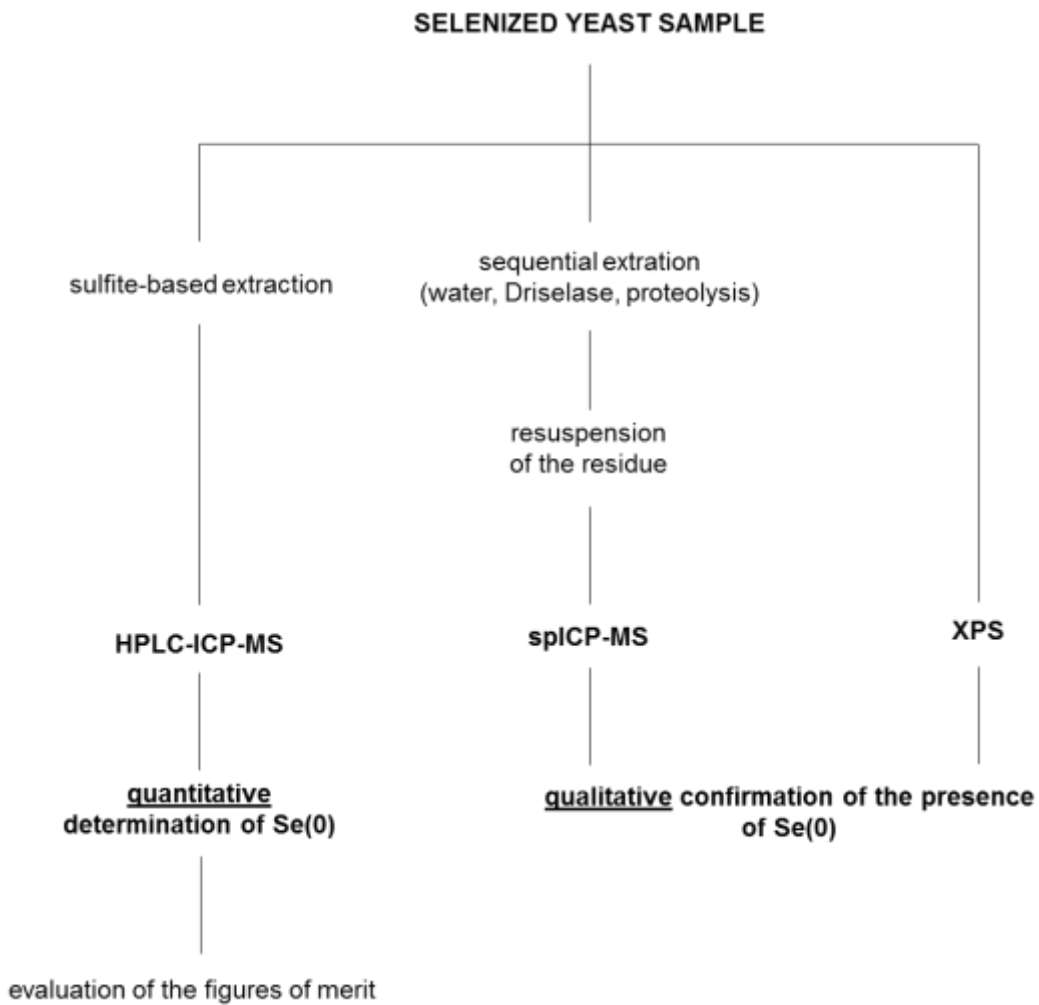 SELENIZED YEAST SAMPLE
sulfite-based extraction
sequential extration
(water, Driselase, proteolysis)
resuspension
of the residue
HPLC-ICP-MS
spICP-MS
XPS
quantitative
determination of Se(0)
qualitative confirmation of the presence
of Se(0)
evaluation of the figures of merit